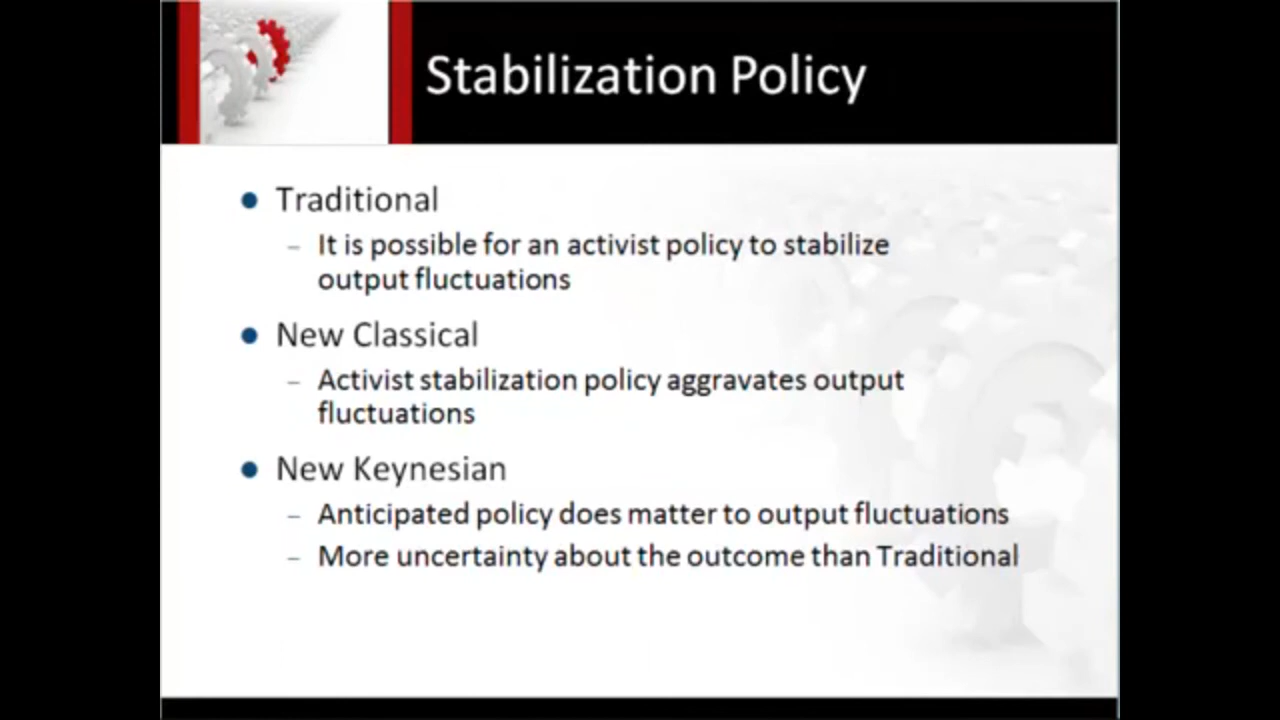 Stabilization Policy
● Traditional
– It is possible for an activist policy to stabilize
output fluctuations
● New Classical
– Activist stabilization policy aggravates output
fluctuations
● New Keynesian
– Anticipated policy does matter to output fluctuations
– More uncertainty about the outcome than Traditional